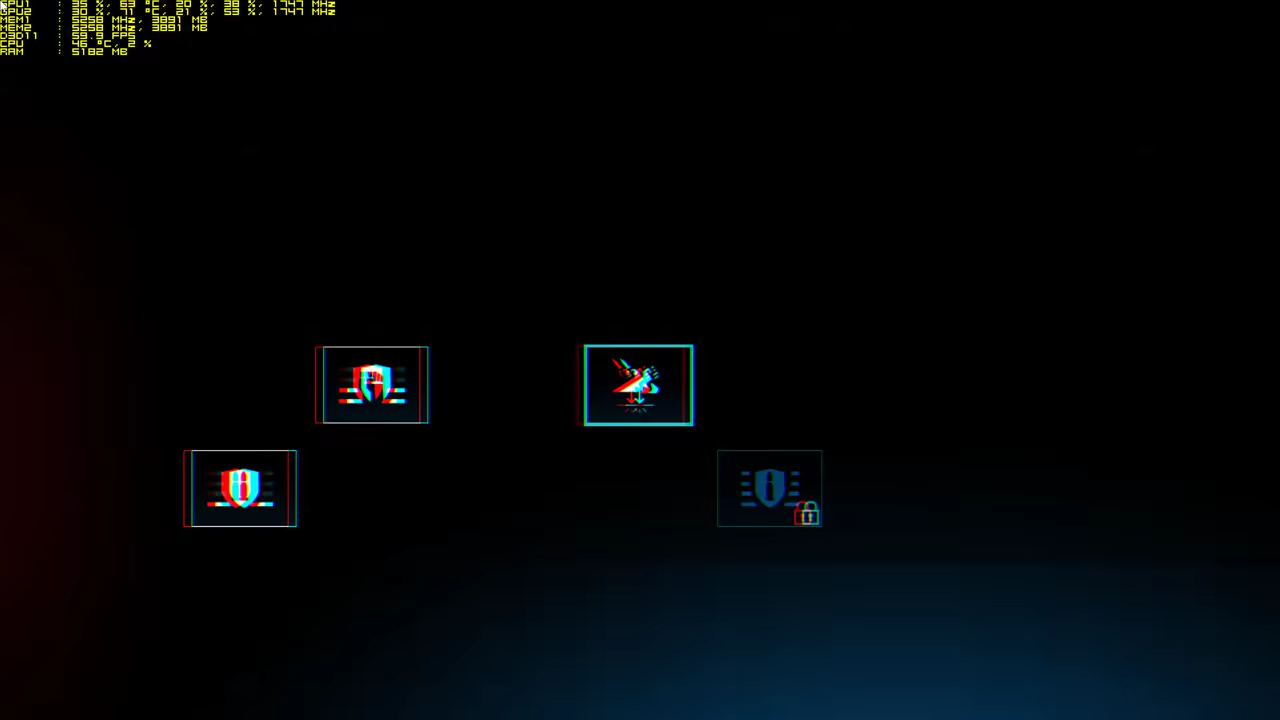 GPU1 : 35 %, 63 °C, 20 %, 38 %, 1747 MHz
GPU2 : 30 %, 71 °C, 21 %, 53 %, 1747 MHz
MEM1 : 5258 MHz, 3891 MB
MEM2 : 5258 MHz, 3891 MB
D3D11 : 59.9 FPS
CPU : 46 °C, 2 %
RAM : 5182 MB